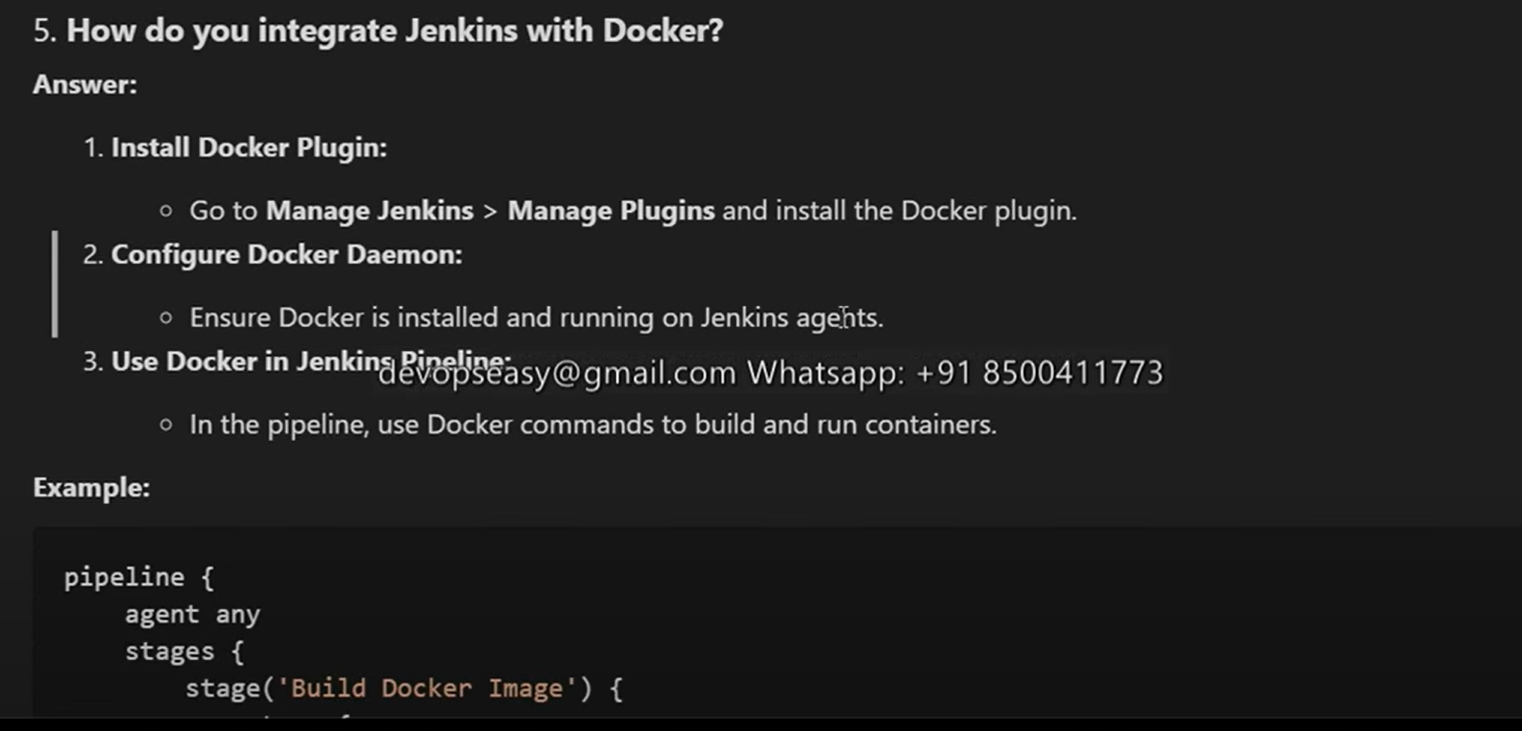 5. How do you integrate Jenkins with Docker?
Answer:
1. Install Docker Plugin:
○ Go to Manage Jenkins > Manage Plugins and install the Docker plugin.
2. Configure Docker Daemon:
○ Ensure Docker is installed and running on Jenkins agents.
3. Use Docker in Jenkins Pipeline:
devopseasy@gmail.com Whatsapp: +91 8500411773
○ In the pipeline, use Docker commands to build and run containers.
Example:
pipeline {
agent any
stages {
stage('Build Docker Image') {